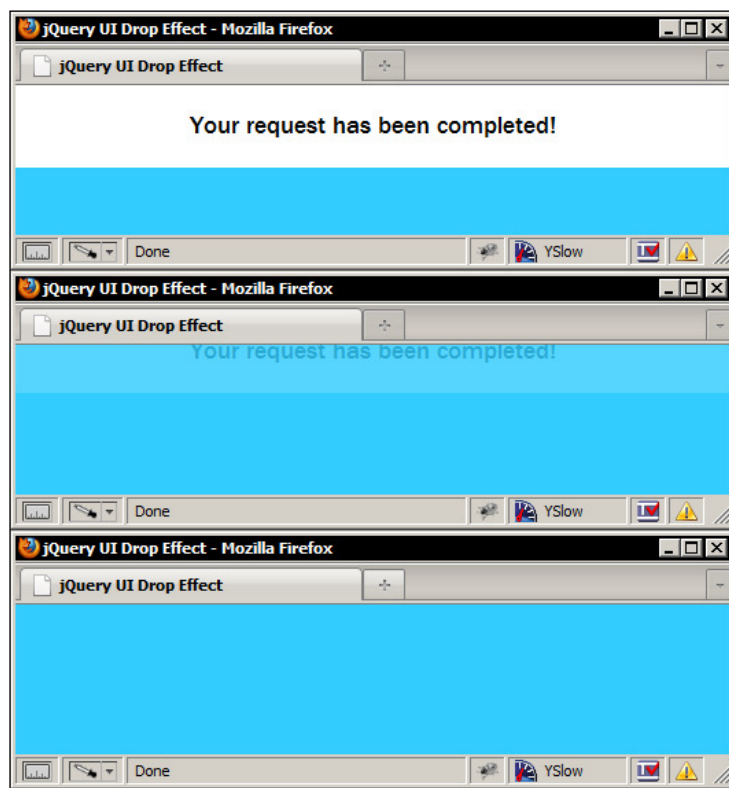 jQuery UI Drop Effect - Mozilla Firefox
jQuery UI Drop Effect
Your request has been completed!
Done
YSlow
jQuery UI Drop Effect - Mozilla Firefox
jQuery UI Drop Effect
Your request has been completed!
Done
YSlow
jQuery UI Drop Effect - Mozilla Firefox
jQuery UI Drop Effect
Done
YSlow